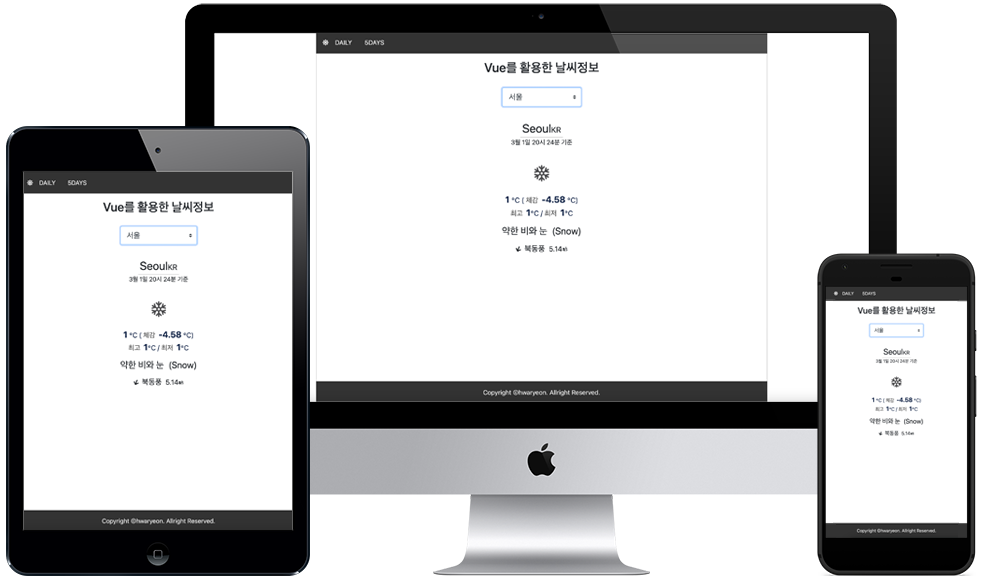 DAILY 5DAYS
Vue를 활용한 날씨정보
서울
SeoulKR
3월 1일 20시 24분 기준
1 °C ( 체감 -4.58 °C)
최고 1°C / 최저 1°C
약한 비와 눈 (Snow)
북동풍 5.14㎧
Copyright ©hwaryeon. Allright Reserved.
DAILY 5DAYS
Vue를 활용한 날씨정보
서울
SeoulKR
3월 1일 20시 24분 기준
1 °C ( 체감 -4.58 °C)
최고 1°C / 최저 1°C
약한 비와 눈 (Snow)
북동풍 5.14㎧
Copyright ©hwaryeon. Allright Reserved.
DAILY 5DAYS
Vue를 활용한 날씨정보
서울
SeoulKR
3월 1일 20시 24분 기준
1 °C ( 체감 -4.58 °C)
최고 1°C / 최저 1°C
약한 비와 눈 (Snow)
북동풍 5.14㎧
Copyright ©hwaryeon. Allright Reserved.